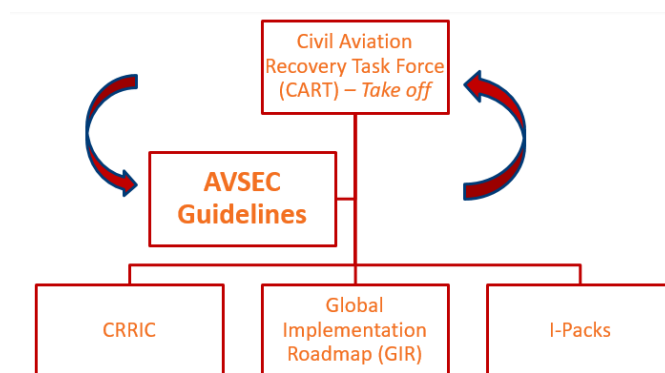 Civil Aviation
Recovery Task Force
(CART) – Take off
AVSEC
Guidelines
CRRIC
Global
Implementation
Roadmap (GIR)
I-Packs